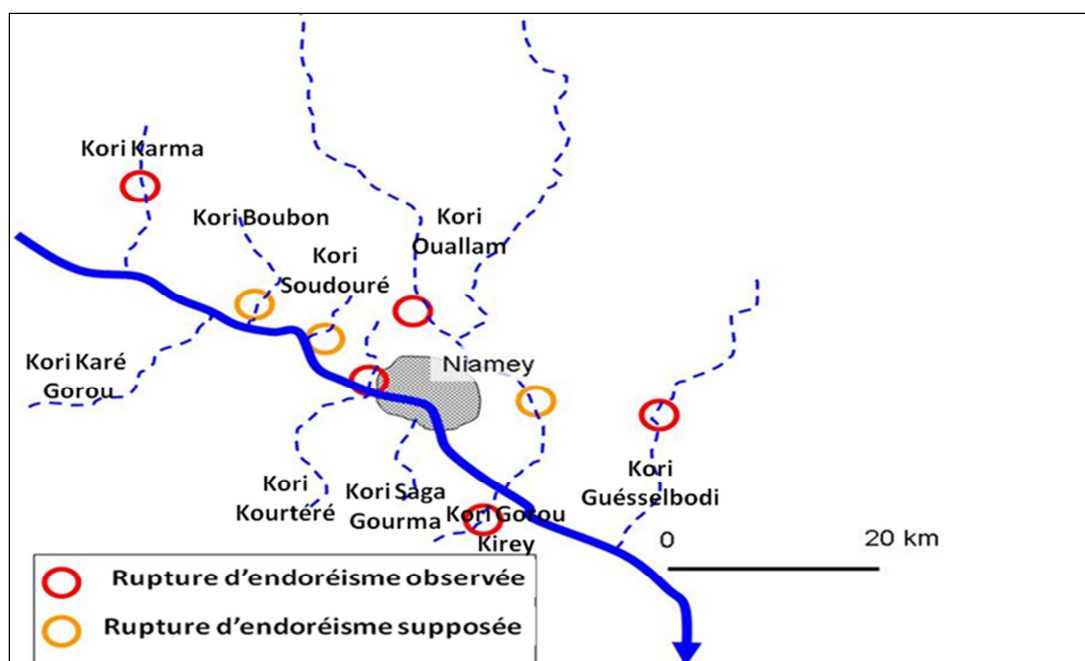 Kori Karma
Kori Boubon
Kori
Ouallam
Kori
Soudouré
Kori Karé
Gorou
Niamey
Kori
Kourtéré
Kori Saga
Gourma
Kori Gorou
Kirey
Kori
Guésselbodi
0 20 km
Rupture d'endoréisme observée
Rupture d'endoréisme supposée